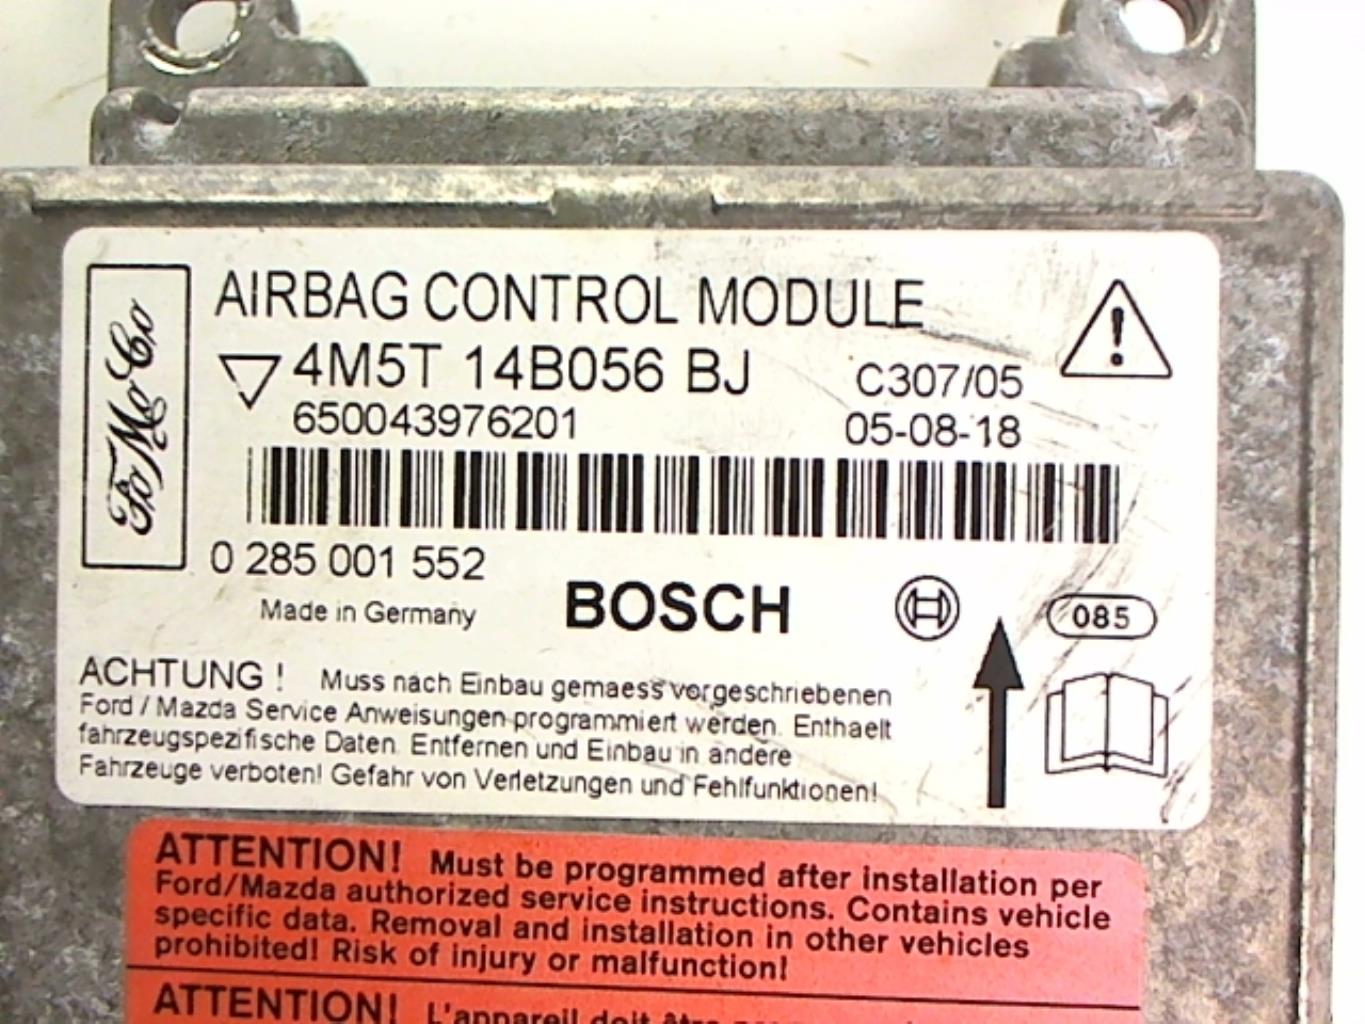 FoMoCo
AIRBAG CONTROL MODULE
4M5T 14B056 BJ
C307/05
650043976201
05-08-18
0 285 001 552
Made in Germany
BOSCH
085
ACHTUNG ! Muss nach Einbau gemaess vorgeschriebenen
Ford / Mazda Service Anweisungen programmiert werden. Enthaelt
fahrzeugspezifische Daten. Entfernen und Einbau in andere
Fahrzeuge verboten! Gefahr von Verletzungen und Fehlfunktionen!
ATTENTION! Must be programmed after installation per
Ford/Mazda authorized service instructions. Contains vehicle
specific data. Removal and installation in other vehicles
prohibited! Risk of injury or malfunction!
ATTENTION! L'appareil doit être